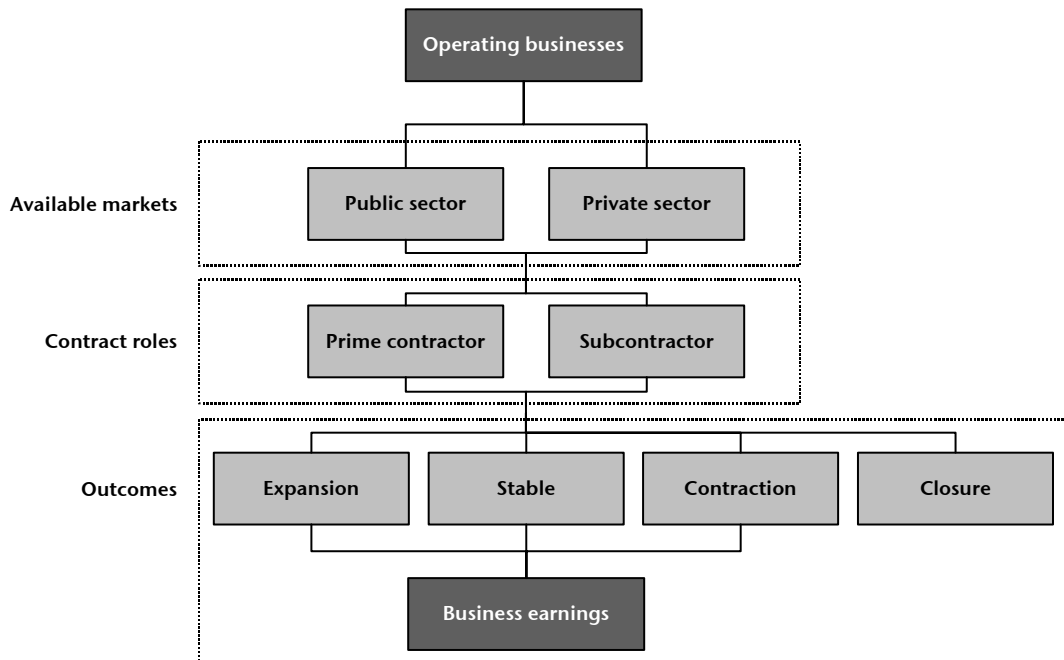 Operating businesses
Available markets
Public sector
Private sector
Contract roles
Prime contractor
Subcontractor
Outcomes
Expansion
Stable
Contraction
Closure
Business earnings